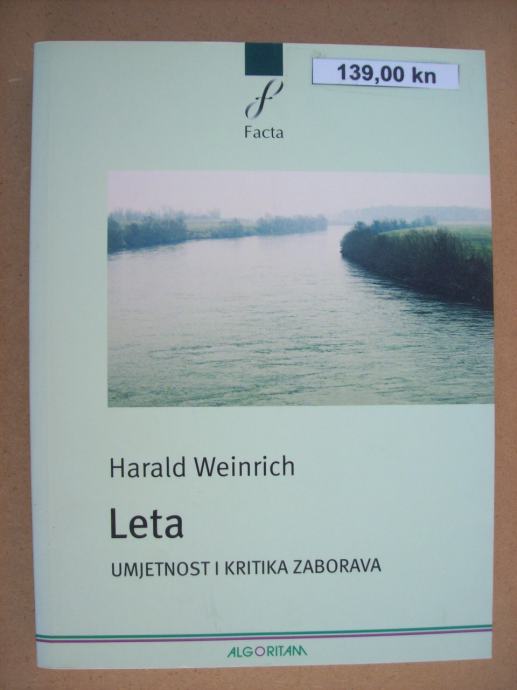 139,00 kn
f
Facta
Harald Weinrich
Leta
UMJETNOST I KRITIKA ZABORAVA
ALGORITAM